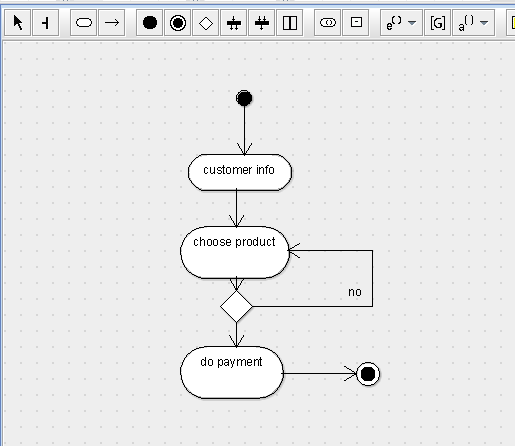 e()
[G]
a()
customer info
choose product
no
do payment